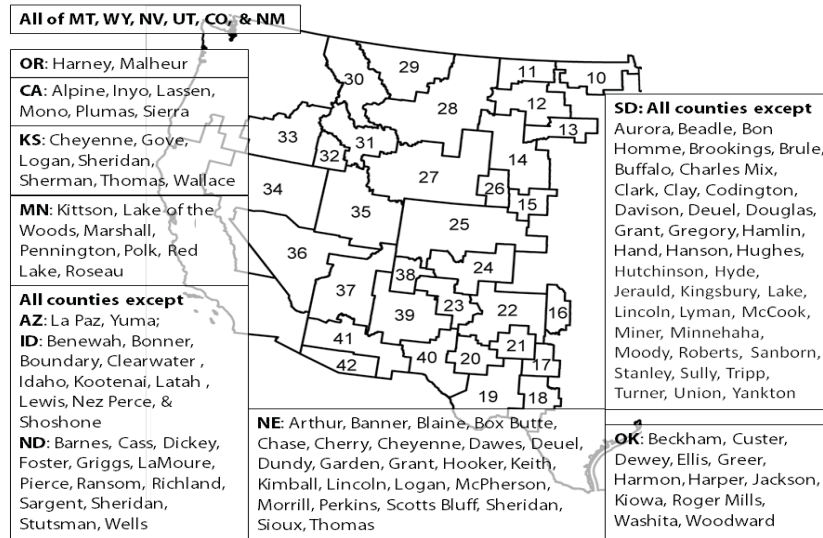 All of MT, WY, NV, UT, CO, & NM
OR: Harney, Malheur
CA: Alpine, Inyo, Lassen,
Mono, Plumas, Sierra
KS: Cheyenne, Gove,
Logan, Sheridan,
Sherman, Thomas, Wallace
MN: Kittson, Lake of the
Woods, Marshall,
Pennington, Polk, Red
Lake, Roseau
All counties except
AZ: La Paz, Yuma;
ID: Benewah, Bonner,
Boundary, Clearwater ,
Idaho, Kootenai, Latah ,
Lewis, Nez Perce, &
Shoshone
ND: Barnes, Cass, Dickey,
Foster, Griggs, LaMoure,
Pierce, Ransom, Richland,
Sargent, Sheridan,
Stutsman, Wells
29
11
10
30
28
12
13
33
31
32
14
27
26
34
35
15
25
36
24
38
37
39
23
22
16
41
21
42
40
20
17
19
18
NE: Arthur, Banner, Blaine, Box Butte,
Chase, Cherry, Cheyenne, Dawes, Deuel,
Dundy, Garden, Grant, Hooker, Keith,
Kimball, Lincoln, Logan, McPherson,
Morrill, Perkins, Scotts Bluff, Sheridan,
Sioux, Thomas
SD: All counties except
Aurora, Beadle, Bon
Homme, Brookings, Brule,
Buffalo, Charles Mix,
Clark, Clay, Codington,
Davison, Deuel, Douglas,
Grant, Gregory, Hamlin,
Hand, Hanson, Hughes,
Hutchinson, Hyde,
Jerauld, Kingsbury, Lake,
Lincoln, Lyman, McCook,
Miner, Minnehaha,
Moody, Roberts, Sanborn,
Stanley, Sully, Tripp,
Turner, Union, Yankton
OK: Beckham, Custer,
Dewey, Ellis, Greer,
Harmon, Harper, Jackson,
Kiowa, Roger Mills,
Washita, Woodward